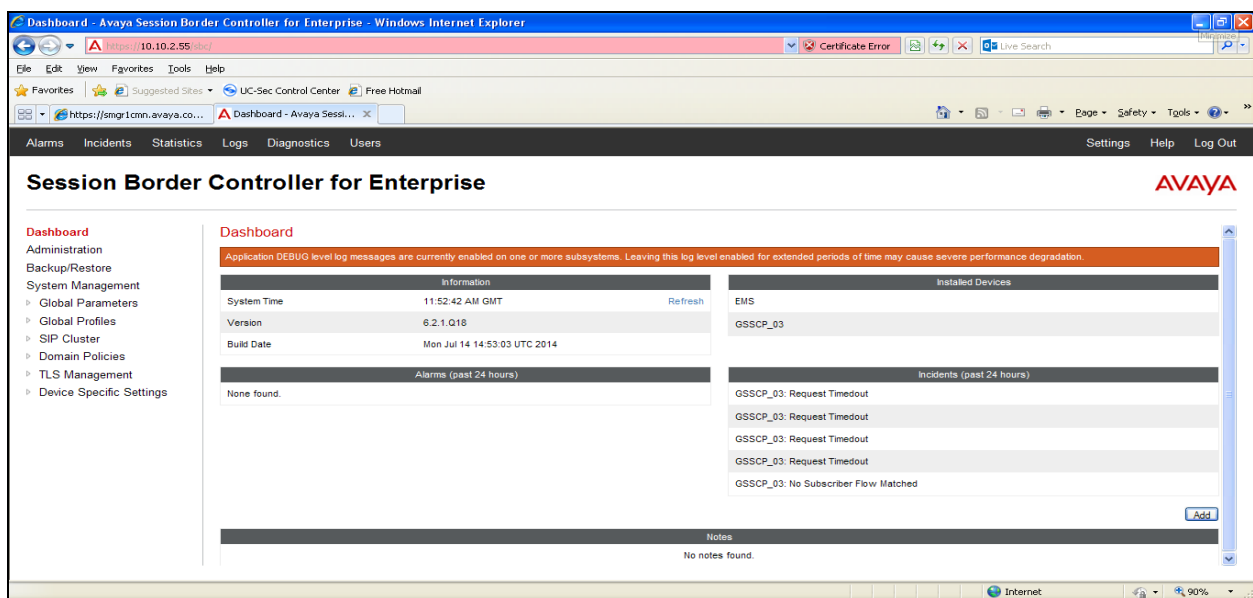 Dashboard - Avaya Session Border Controller for Enterprise - Windows Internet Explorer
https://10.10.2.55/sbc/
Certificate Error
Live Search
Minimize
File Edit View Favorites Tools Help
Favorites Suggested Sites UC-Sec Control Center Free Hotmail
https://smgr1cmn.avaya.co... Dashboard - Avaya Sessi... Page Safety Tools
Alarms Incidents Statistics Logs Diagnostics Users Settings Help Log Out
Session Border Controller for Enterprise
AVAYA
Dashboard
Administration
Backup/Restore
System Management
Global Parameters
Global Profiles
SIP Cluster
Domain Policies
TLS Management
Device Specific Settings
Dashboard
Application DEBUG level log messages are currently enabled on one or more subsystems. Leaving this log level enabled for extended periods of time may cause severe performance degradation.
Information
System Time 11:52:42 AM GMT Refresh
Version 6.2.1.Q18
Build Date Mon Jul 14 14:53:03 UTC 2014
Installed Devices
EMS
GSSCP_03
Alarms (past 24 hours)
None found.
Incidents (past 24 hours)
GSSCP_03: Request Timedout
GSSCP_03: Request Timedout
GSSCP_03: Request Timedout
GSSCP_03: Request Timedout
GSSCP_03: No Subscriber Flow Matched
Add
Notes
No notes found.
Internet 90%